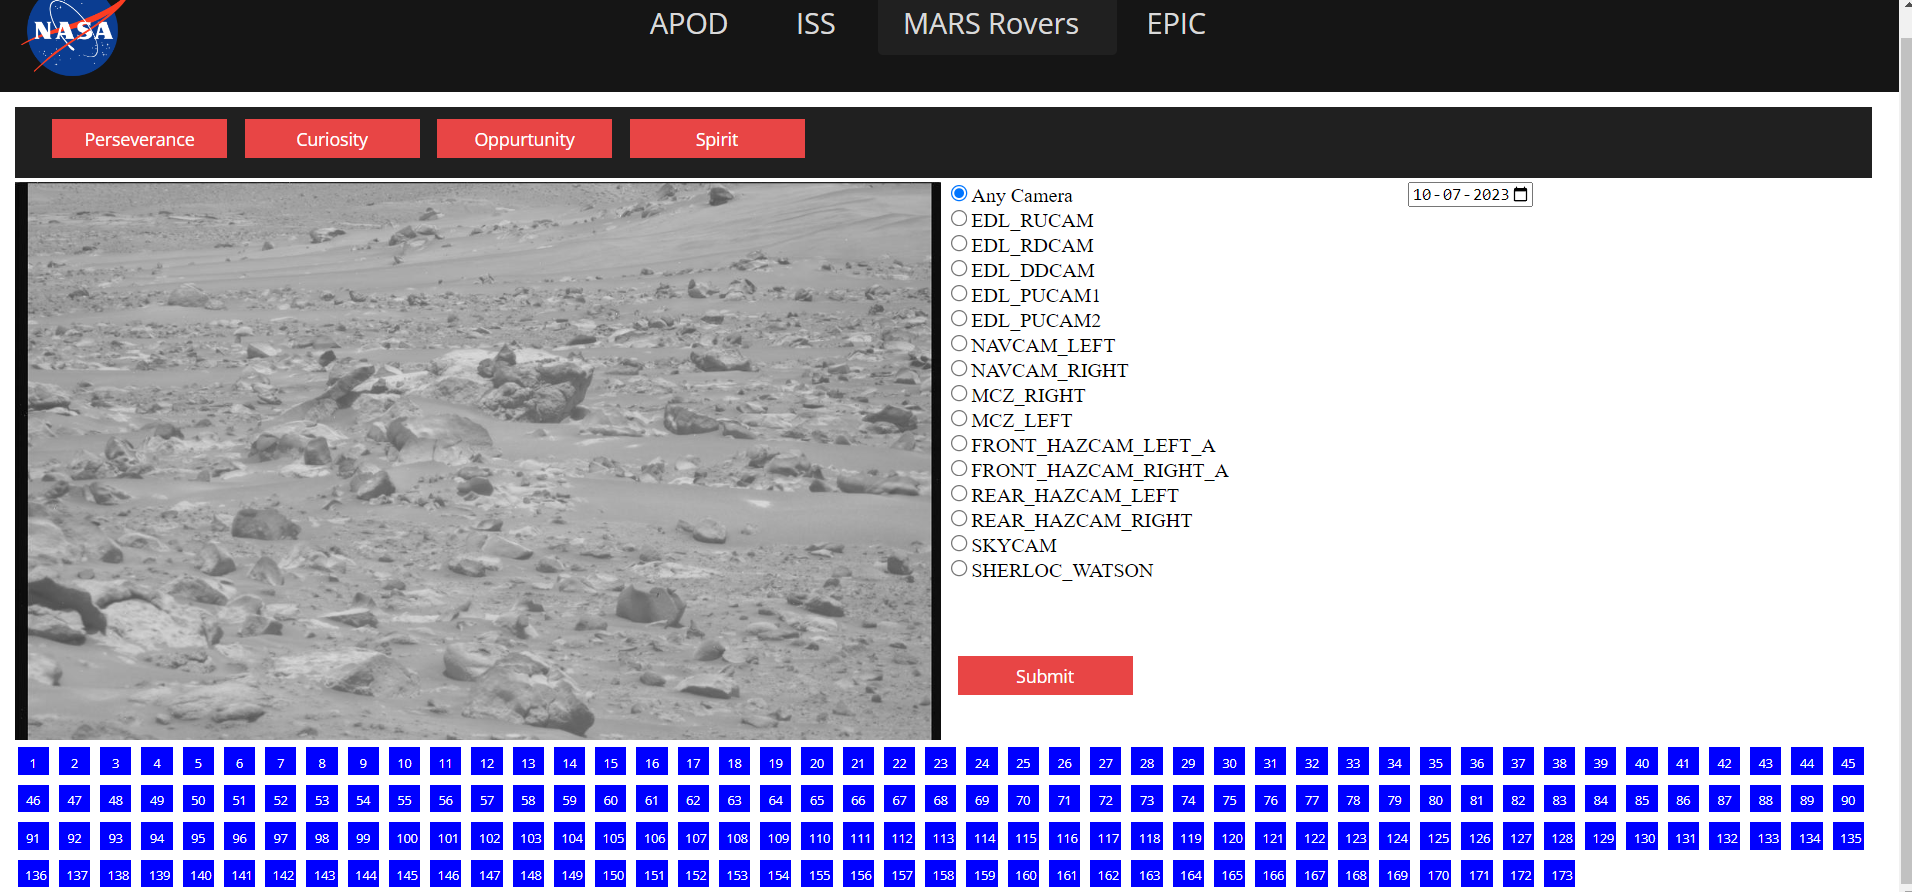 NASA
APOD ISS MARS Rovers EPIC
Perseverance Curiosity Oppurtunity Spirit
Any Camera 10-07-2023
EDL_RUCAM
EDL_RDCAM
EDL_DDCAM
EDL_PUCAM1
EDL_PUCAM2
NAVCAM_LEFT
NAVCAM_RIGHT
MCZ_RIGHT
MCZ_LEFT
FRONT_HAZCAM_LEFT_A
FRONT_HAZCAM_RIGHT_A
REAR_HAZCAM_LEFT
REAR_HAZCAM_RIGHT
SKYCAM
SHERLOC_WATSON
Submit
1 2 3 4 5 6 7 8 9 10 11 12 13 14 15 16 17 18 19 20 21 22 23 24 25 26 27 28 29 30 31 32 33 34 35 36 37 38 39 40 41 42 43 44 45
46 47 48 49 50 51 52 53 54 55 56 57 58 59 60 61 62 63 64 65 66 67 68 69 70 71 72 73 74 75 76 77 78 79 80 81 82 83 84 85 86 87 88 89 90
91 92 93 94 95 96 97 98 99 100 101 102 103 104 105 106 107 108 109 110 111 112 113 114 115 116 117 118 119 120 121 122 123 124 125 126 127 128 129 130 131 132 133 134 135
136 137 138 139 140 141 142 143 144 145 146 147 148 149 150 151 152 153 154 155 156 157 158 159 160 161 162 163 164 165 166 167 168 169 170 171 172 173